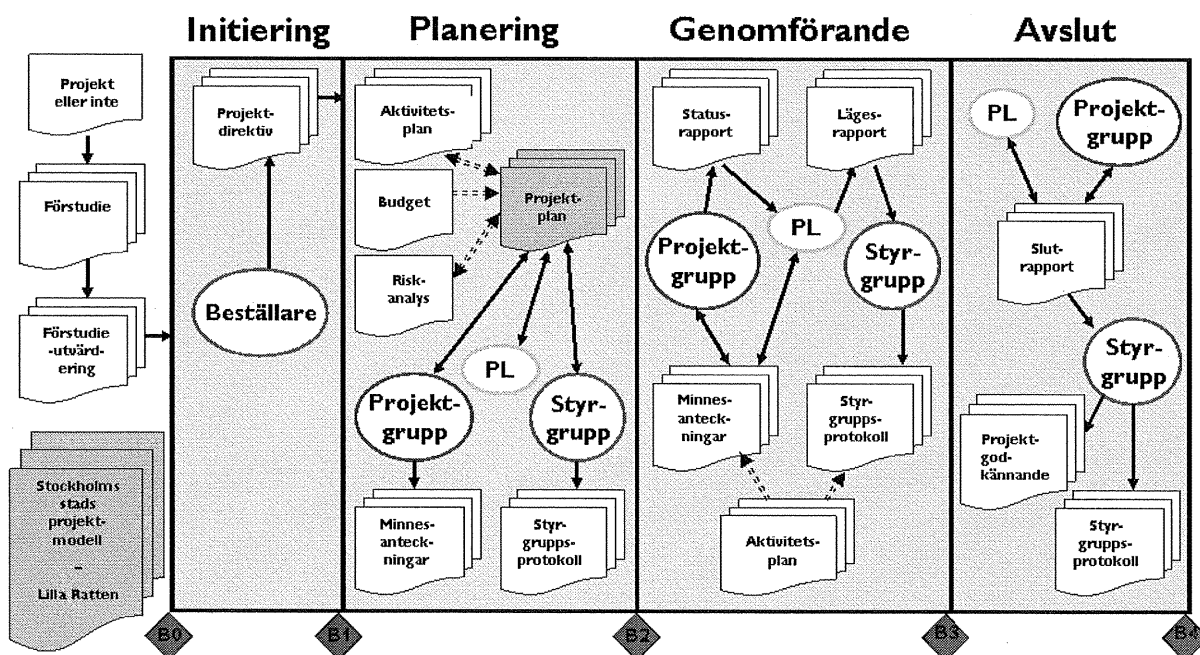 Initiering
Planering
Genomförande
Avslut
Projekt
eller inte
Förstudie
Förstudie
-utvärd-
ering
Stockholms
stads
projekt-
modell
–
Lilla Ratten
Projekt-
direktiv
Beställare
Aktivitets-
plan
Budget
Risk-
analys
Projekt-
plan
PL
Projekt-
grupp
Styr-
grupp
Minnes-
anteck-
ningar
Styr-
grupps-
protokoll
Status-
rapport
Läges-
rapport
PL
Projekt-
grupp
Styr-
grupp
Minnes-
anteck-
ningar
Styr-
grupps-
protokoll
Aktivitets-
plan
PL
Projekt-
grupp
Slut-
rapport
Styr-
grupp
Projekt-
god-
kännande
Styr-
grupps-
protokoll
B0
B1
B2
B3
B4